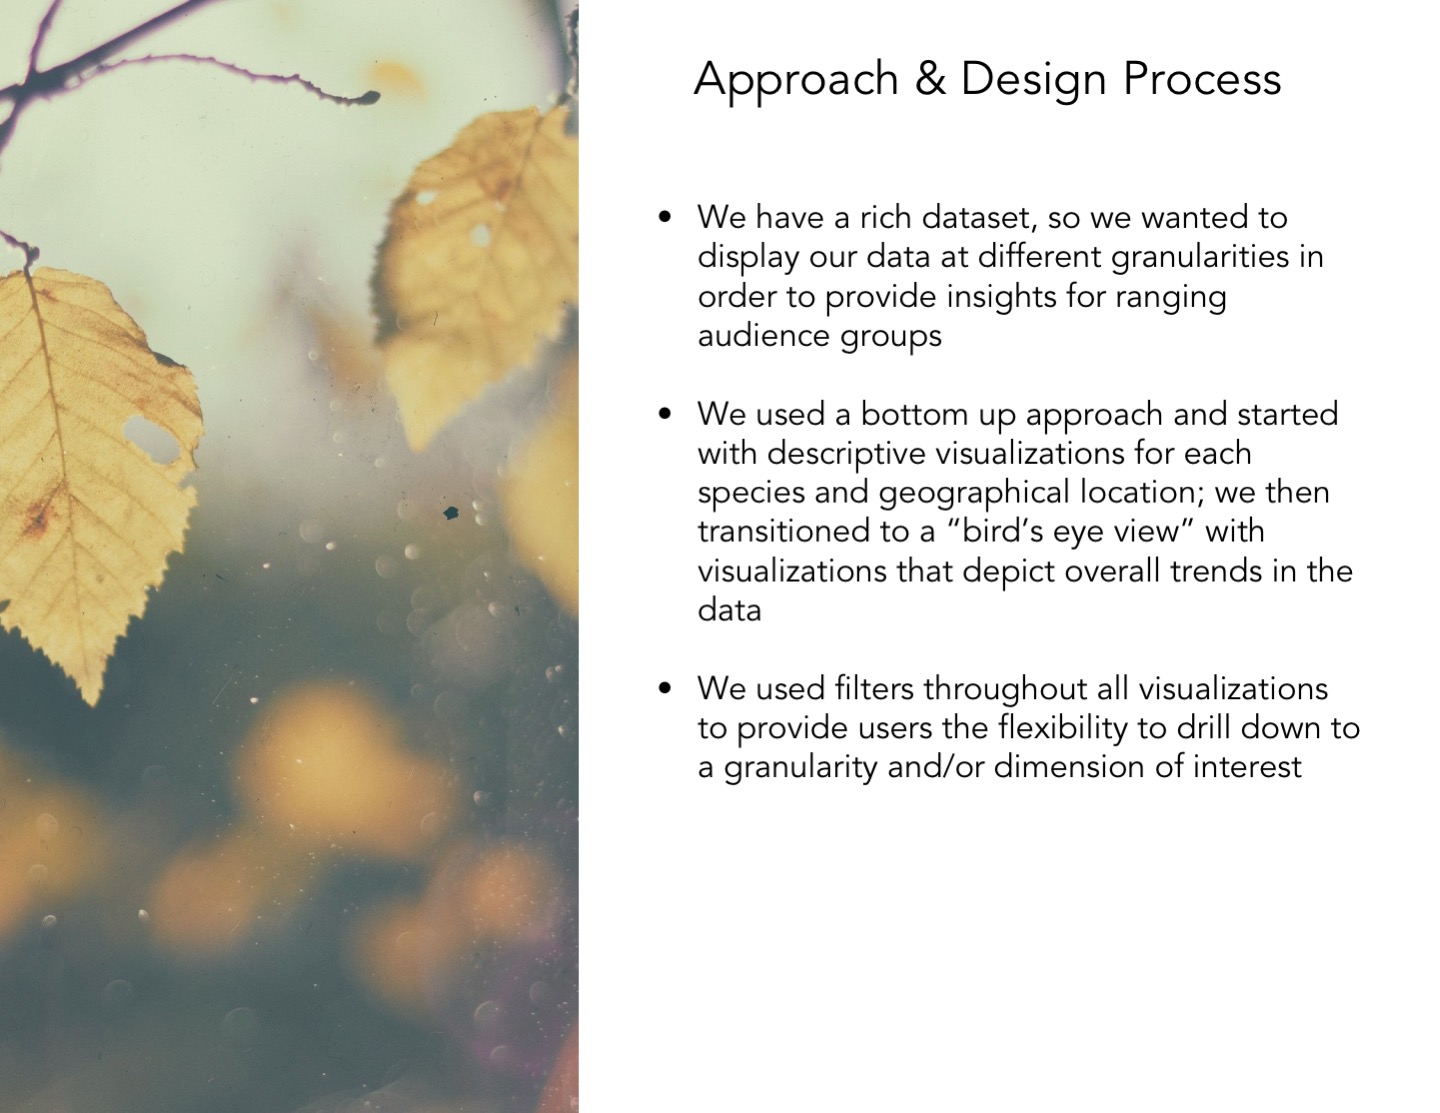 Approach & Design Process
• We have a rich dataset, so we wanted to
display our data at different granularities in
order to provide insights for ranging
audience groups
• We used a bottom up approach and started
with descriptive visualizations for each
species and geographical location; we then
transitioned to a “bird’s eye view” with
visualizations that depict overall trends in the
data
• We used filters throughout all visualizations
to provide users the flexibility to drill down to
a granularity and/or dimension of interest